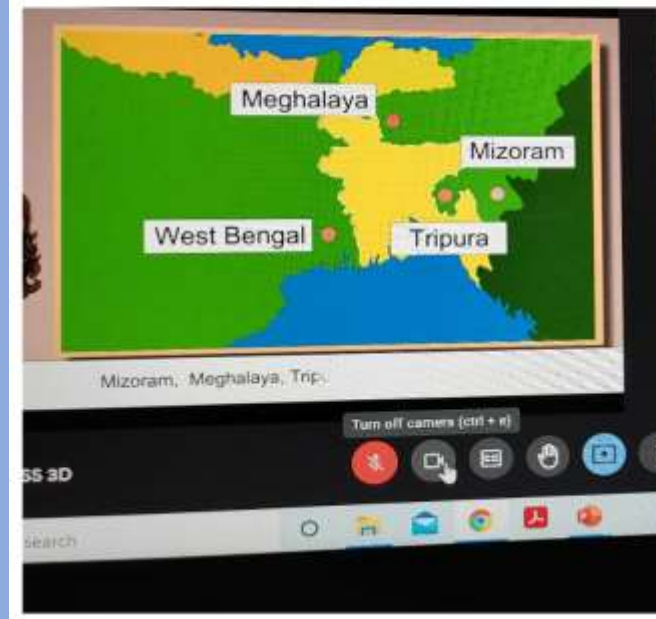 Meghalaya
Mizoram
West Bengal
Tripura
Mizoram, Meghalaya, Trip
Turn off camera (ctrl + e)
SS 3D
search